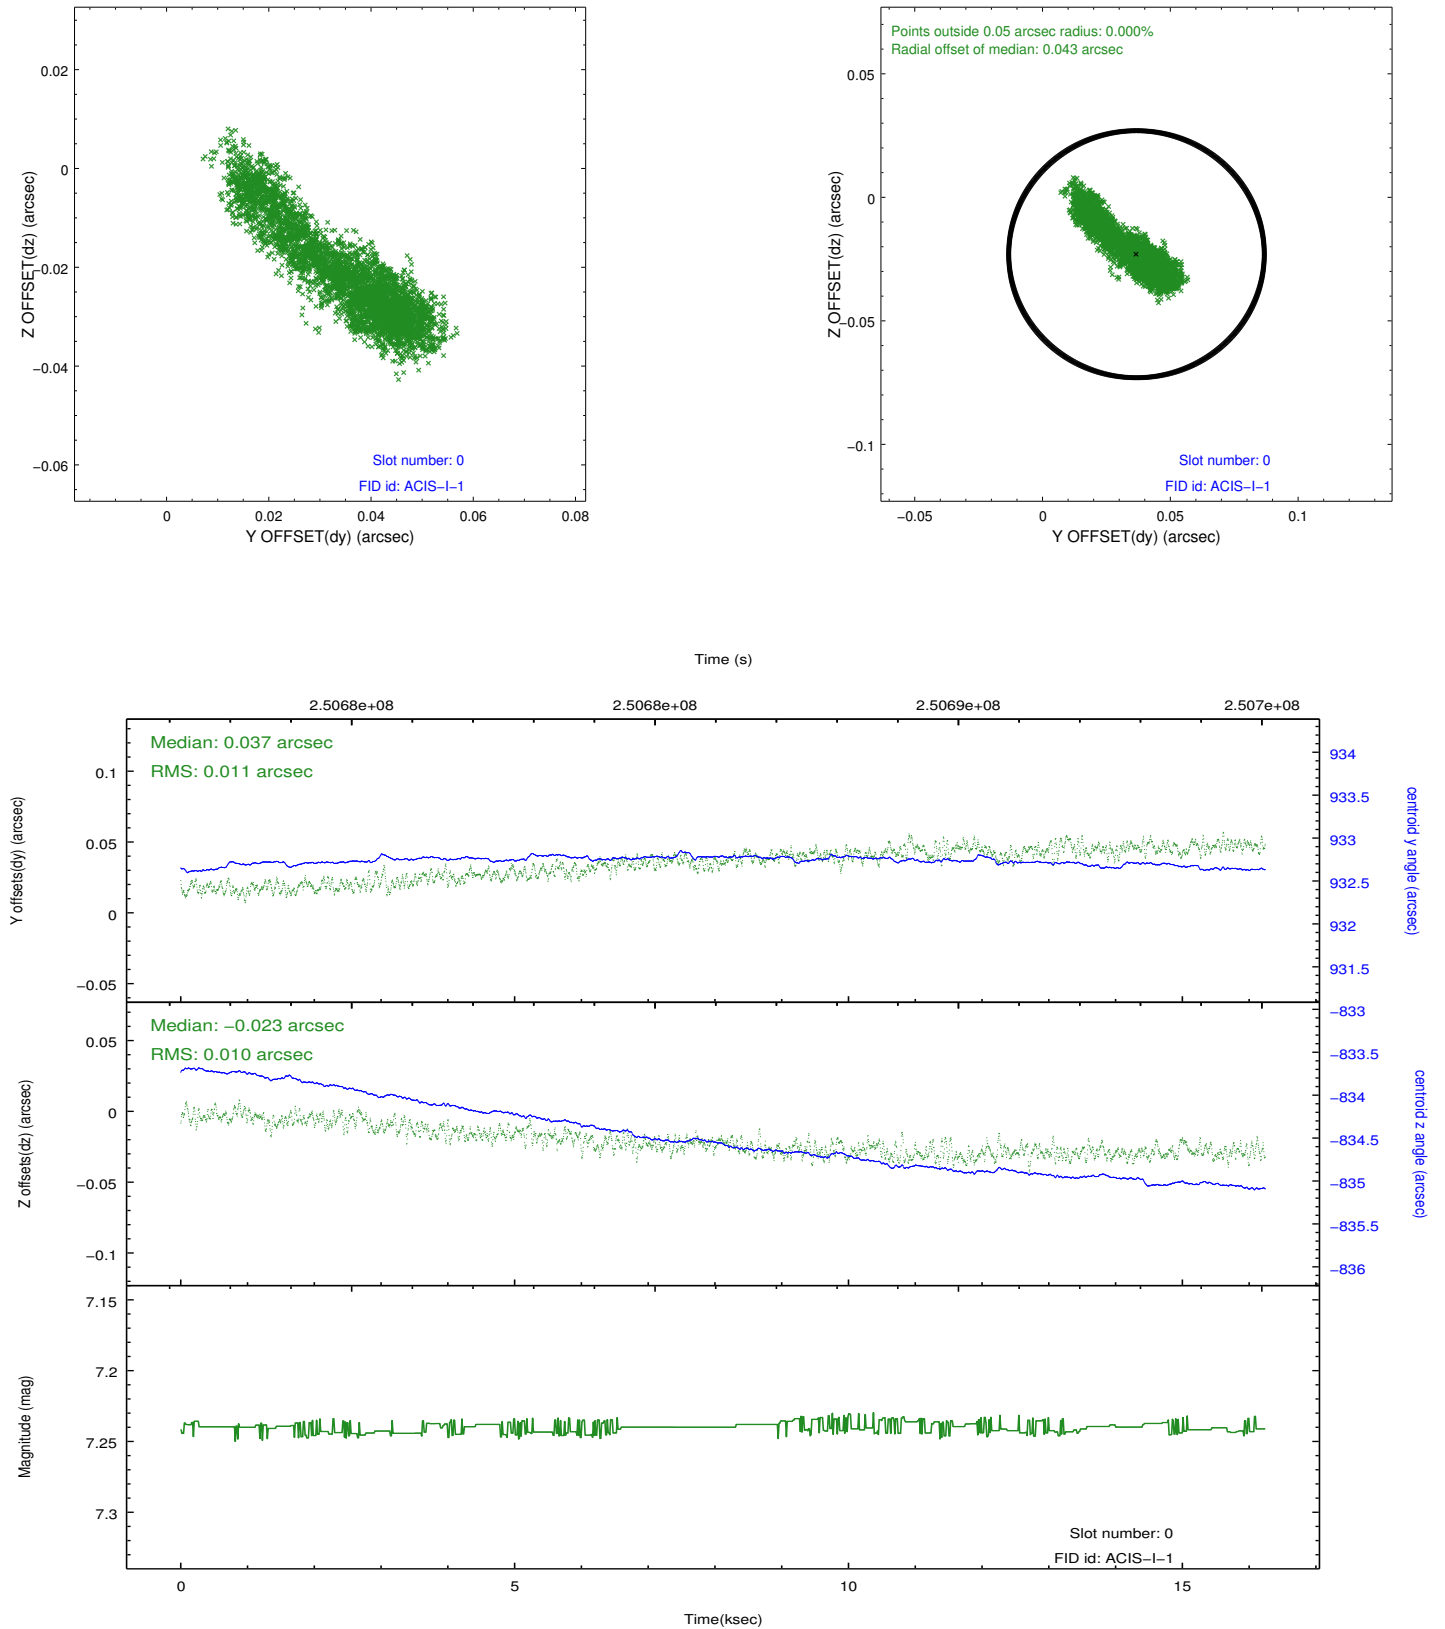 0.02
0
−0.02
−0.04
−0.06
Z OFFSET(dz) (arcsec)
Slot number: 0
FID id: ACIS−I−1
0
0.02
0.04
0.06
0.08
Y OFFSET(dy) (arcsec)
Points outside 0.05 arcsec radius: 0.000%
Radial offset of median: 0.043 arcsec
0.05
0
−0.05
−0.1
Z OFFSET(dz) (arcsec)
Slot number: 0
FID id: ACIS−I−1
−0.05
0
0.05
0.1
Y OFFSET(dy) (arcsec)
Time (s)
2.5068e+08
2.5068e+08
2.5069e+08
2.507e+08
Median: 0.037 arcsec
RMS: 0.011 arcsec
0.1
0.05
0
−0.05
Y offsets(dy) (arcsec)
934
933.5
933
932.5
932
931.5
centroid y angle (arcsec)
Median: −0.023 arcsec
RMS: 0.010 arcsec
0.05
0
−0.05
−0.1
Z offsets(dz) (arcsec)
−833
−833.5
−834
−834.5
−835
−835.5
−836
centroid z angle (arcsec)
7.15
7.2
7.25
7.3
Magnitude (mag)
Slot number: 0
FID id: ACIS−I−1
0
5
10
15
Time(ksec)